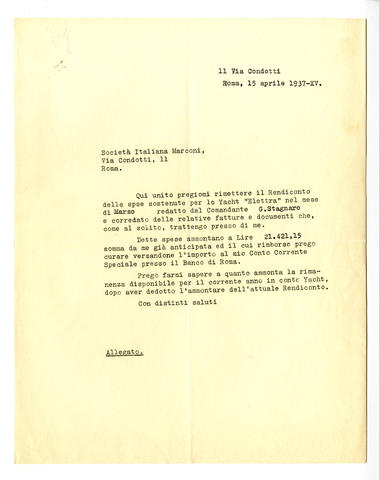 11 Via Condotti
Roma, 15 aprile 1937-XV.
Società Italiana Marconi,
Via Condotti, 11
Roma.
Qui unito pregiomi rimettere il Rendiconto
delle spse sostenute per lo Yacht "Elettra" nel mese
di Marzo redatto dal Comandante G.Stagnaro
e corredato delle relative fatture e documenti che,
come al solito, trattengo presso di me.
Dette spese ammontano a Lire 21.421,15
somma da me già anticipata ed il cui rimborso prego
curare versandone l'importo al mio Conto Corrente
Speciale presso il Banco di Roma.
Prego farmi sapere a quanto ammonta la rima-
nenza disponibile per il corrente anno in conto Yacht,
dopo aver dedotto l'ammontare dell'attuale Rendiconto.
Con distinti saluti
Allegato.